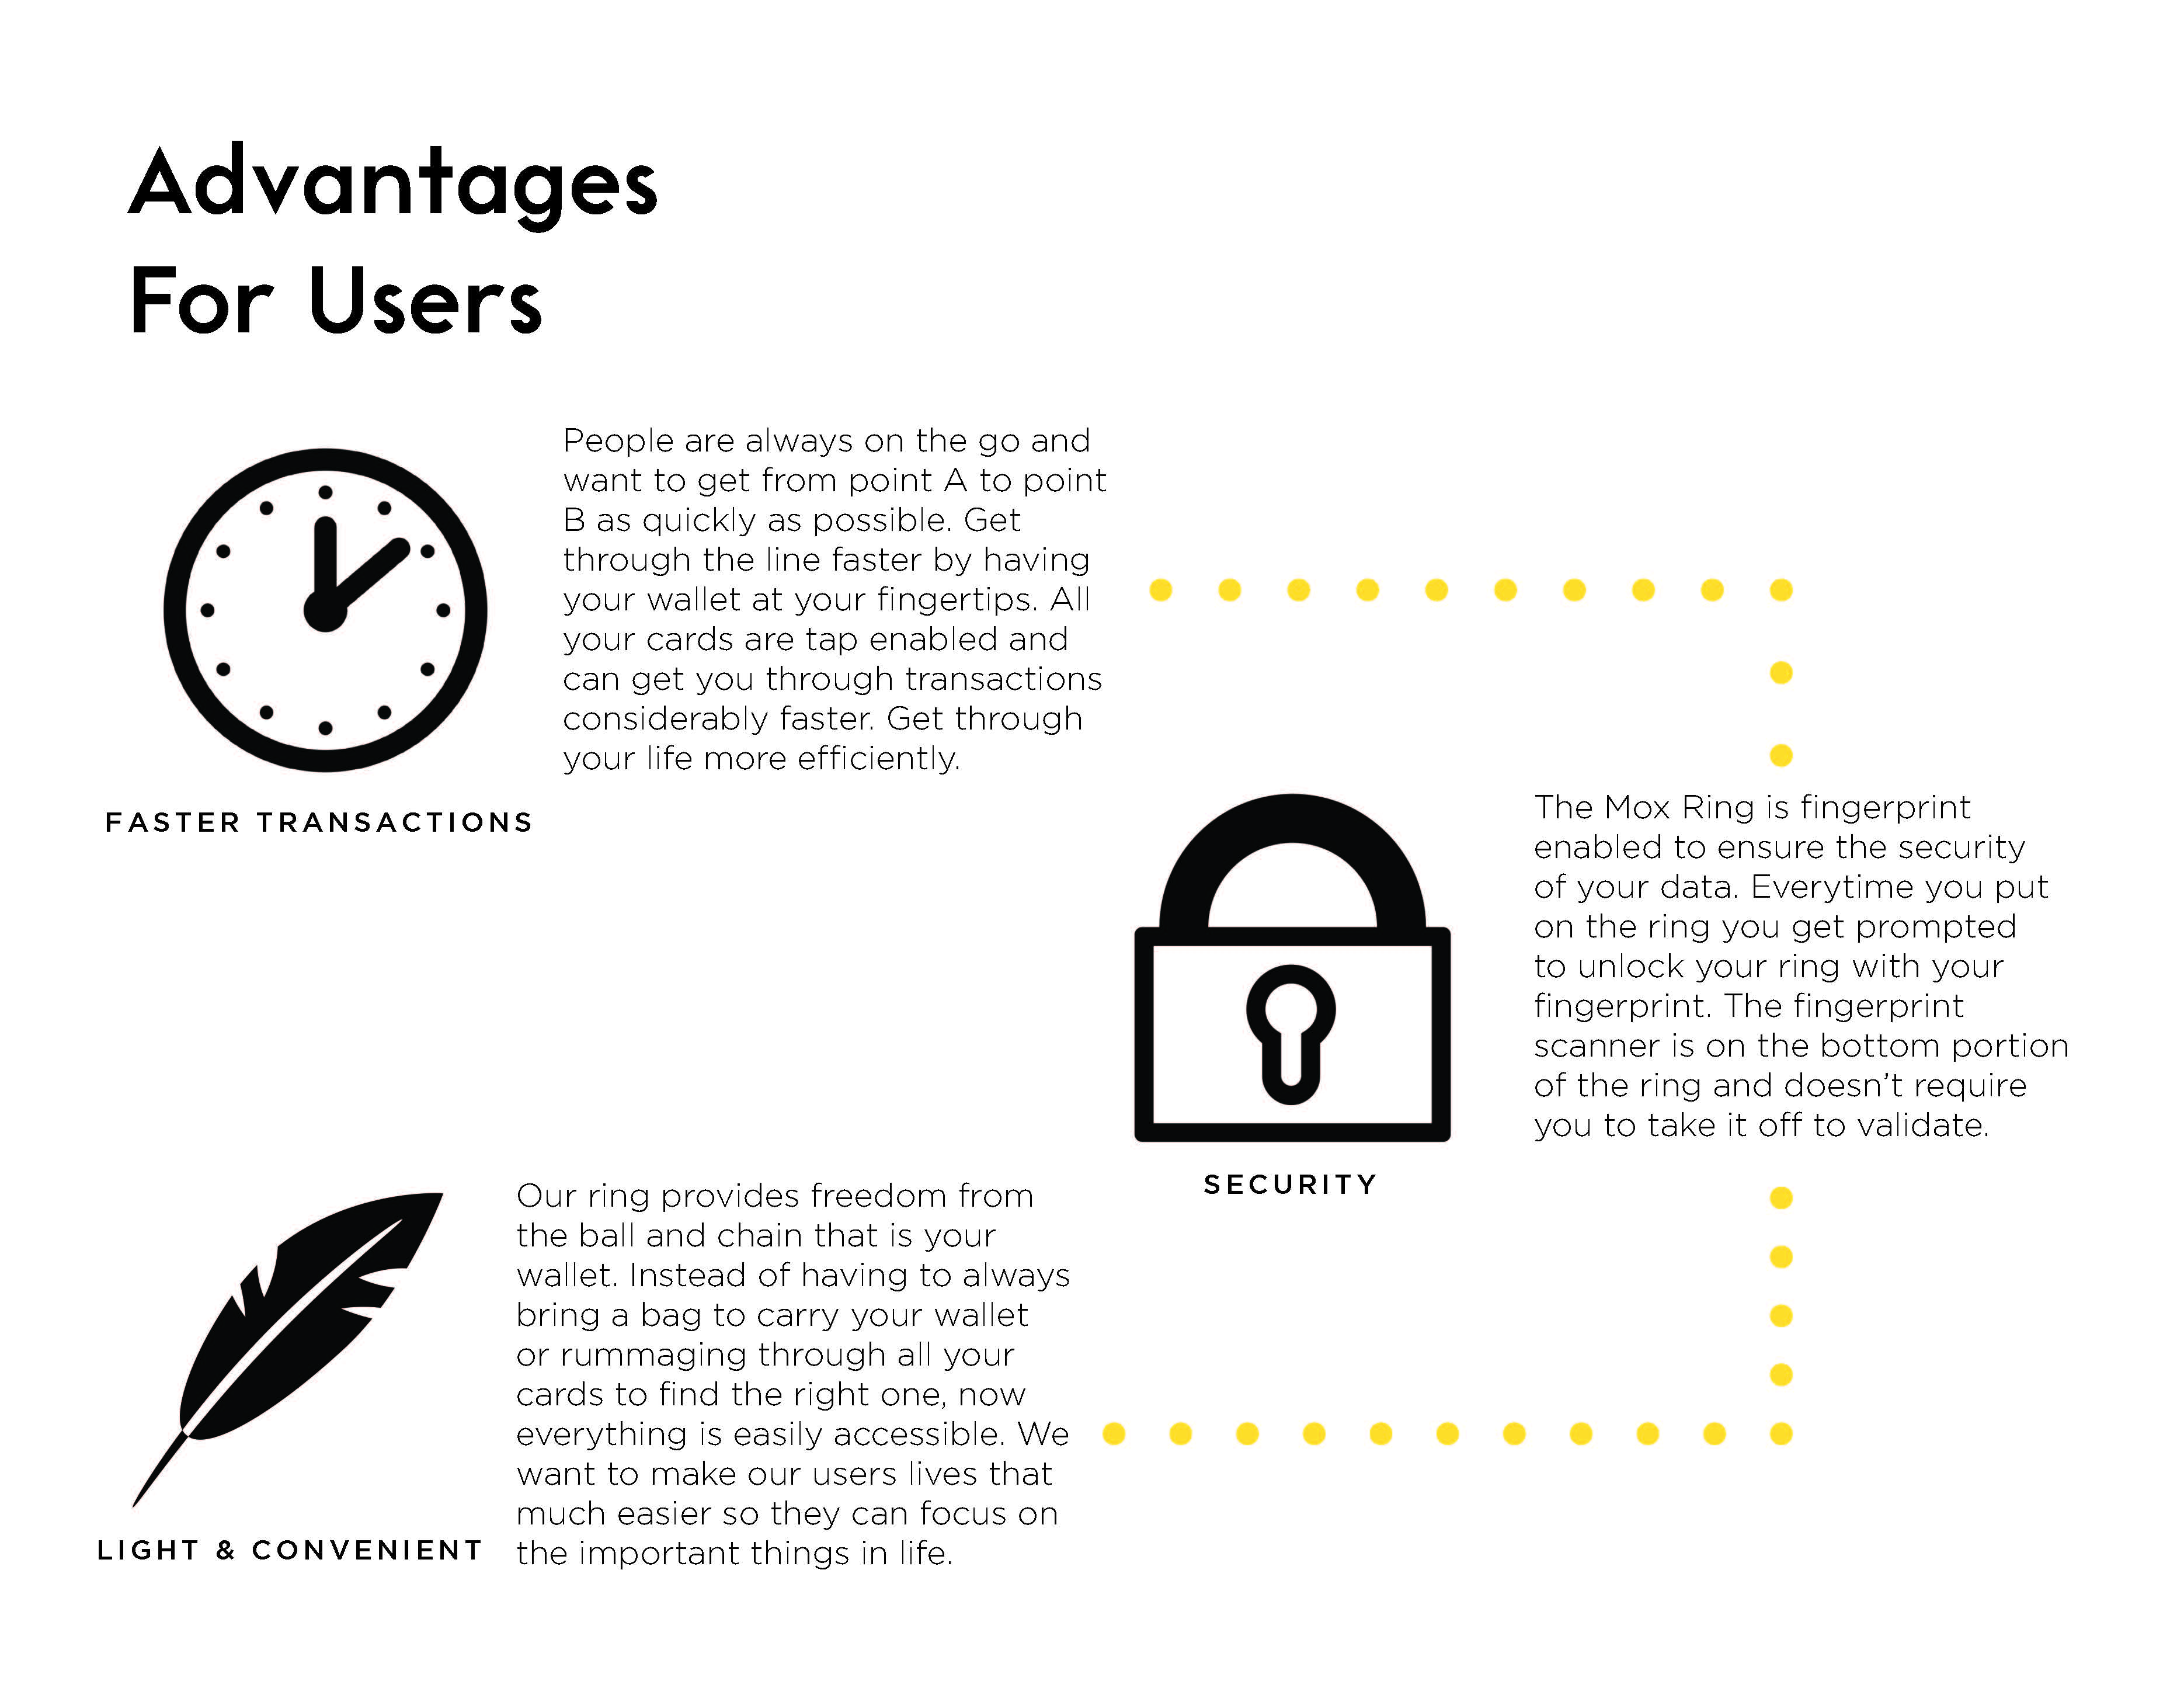 Advantages
For Users
People are always on the go and
want to get from point A to point
B as quickly as possible. Get
through the line faster by having
your wallet at your fingertips. All
your cards are tap enabled and
can get you through transactions
considerably faster. Get through
your life more efficiently.
FASTER TRANSACTIONS
The Mox Ring is fingerprint
enabled to ensure the security
of your data. Everytime you put
on the ring you get prompted
to unlock your ring with your
fingerprint. The fingerprint
scanner is on the bottom portion
of the ring and doesn't require
you to take it off to validate.
SECURITY
Our ring provides freedom from
the ball and chain that is your
wallet. Instead of having to always
bring a bag to carry your wallet
or rummaging through all your
cards to find the right one, now
everything is easily accessible. We
want to make our users lives that
much easier so they can focus on
the important things in life.
LIGHT & CONVENIENT